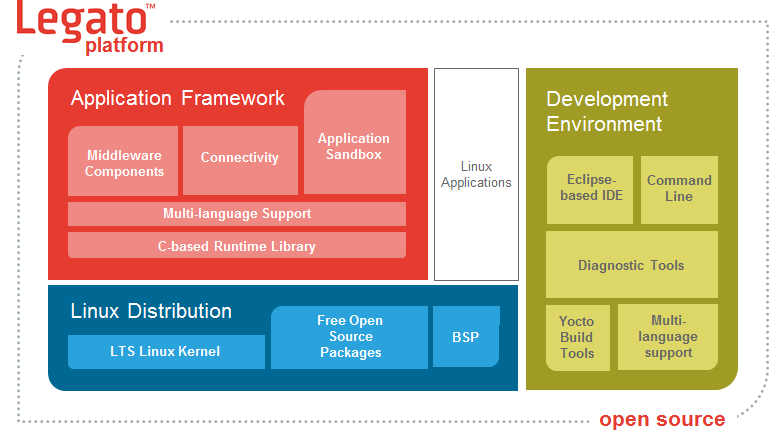 Legato™
platform
Application Framework
Middleware
Components
Connectivity
Application
Sandbox
Multi-language Support
C-based Runtime Library
Linux
Applications
Linux Distribution
LTS Linux Kernel
Free Open
Source
Packages
BSP
Development
Environment
Eclipse-
based IDE
Command
Line
Diagnostic Tools
Yocto
Build
Tools
Multi-
language
support
open source